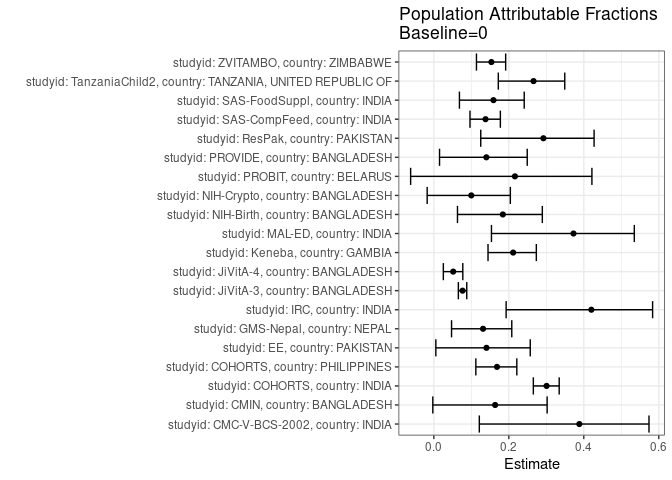 Population Attributable Fractions
Baseline=0
studyid: ZVITAMBO, country: ZIMBABWE
studyid: TanzaniaChild2, country: TANZANIA, UNITED REPUBLIC OF
studyid: SAS-FoodSuppl, country: INDIA
studyid: SAS-CompFeed, country: INDIA
studyid: ResPak, country: PAKISTAN
studyid: PROVIDE, country: BANGLADESH
studyid: PROBIT, country: BELARUS
studyid: NIH-Crypto, country: BANGLADESH
studyid: NIH-Birth, country: BANGLADESH
studyid: MAL-ED, country: INDIA
studyid: Keneba, country: GAMBIA
studyid: JiVitA-4, country: BANGLADESH
studyid: JiVitA-3, country: BANGLADESH
studyid: IRC, country: INDIA
studyid: GMS-Nepal, country: NEPAL
studyid: EE, country: PAKISTAN
studyid: COHORTS, country: PHILIPPINES
studyid: COHORTS, country: INDIA
studyid: CMIN, country: BANGLADESH
studyid: CMC-V-BCS-2002, country: INDIA
0.0 0.2 0.4 0.6
Estimate